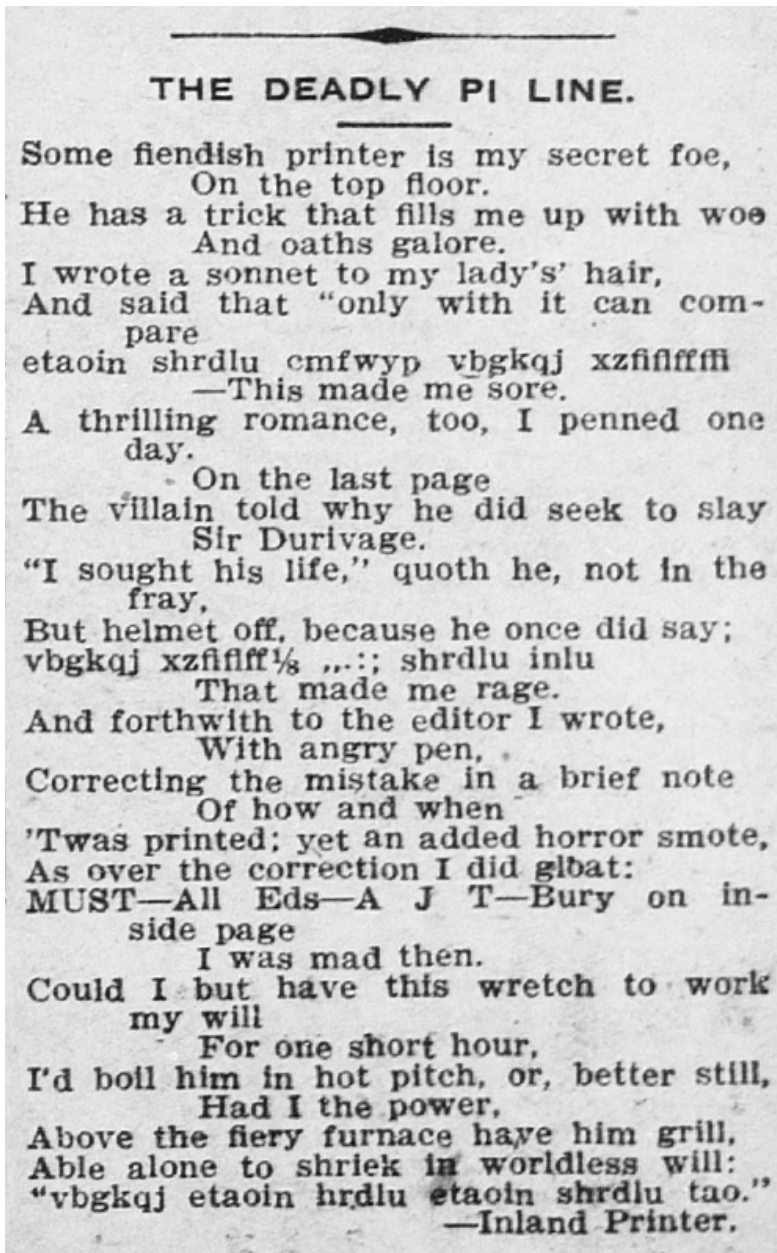 THE DEADLY PI LINE.
Some fiendish printer is my secret foe,
On the top floor.
He has a trick that fills me up with woe
And oaths galore.
I wrote a sonnet to my lady's' hair,
And said that "only with it can com-
pare
etaoin shrdlu cmfwyp vbgkqj xzfiflffffi
—This made me sore.
A thrilling romance, too, I penned one
day.
On the last page
The villain told why he did seek to slay
Sir Durivage.
"I sought his life," quoth he, not in the
fray,
But helmet off, because he once did say;
vbgkqj xzfiflff⅛ ,,.:; shrdlu inlu
That made me rage.
And forthwith to the editor I wrote,
With angry pen,
Correcting the mistake in a brief note
Of how and when
'Twas printed; yet an added horror smote,
As over the correction I did gloat:
MUST—All Eds—A J T—Bury on in-
side page
I was mad then.
Could I but have this wretch to work
my will
For one short hour,
I'd boil him in hot pitch, or, better still,
Had I the power,
Above the fiery furnace have him grill,
Able alone to shriek in worldless will:
"vbgkqj etaoin hrdlu etaoin shrdlu tao."
—Inland Printer.